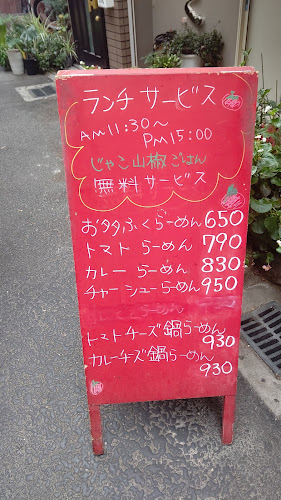 ランチ サービス
AM11:30~
PM15:00
じゃこ山椒ごはん
無料サービス
お多ふくらーめん 650
トマト らーめん 790
カレー らーめん 830
チャーシューらーめん 950
トマトチーズ鍋らーめん
930
カレーチーズ鍋らーめん
930